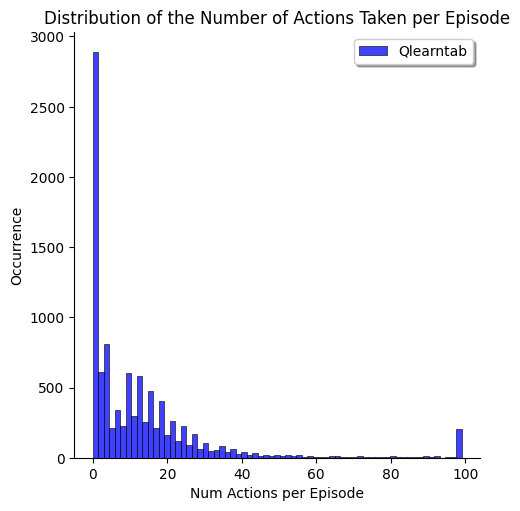 Distribution of the Number of Actions Taken per Episode
Qlearntab
3000
2500
2000
1500
1000
500
0
Occurrence
0 20 40 60 80 100
Num Actions per Episode